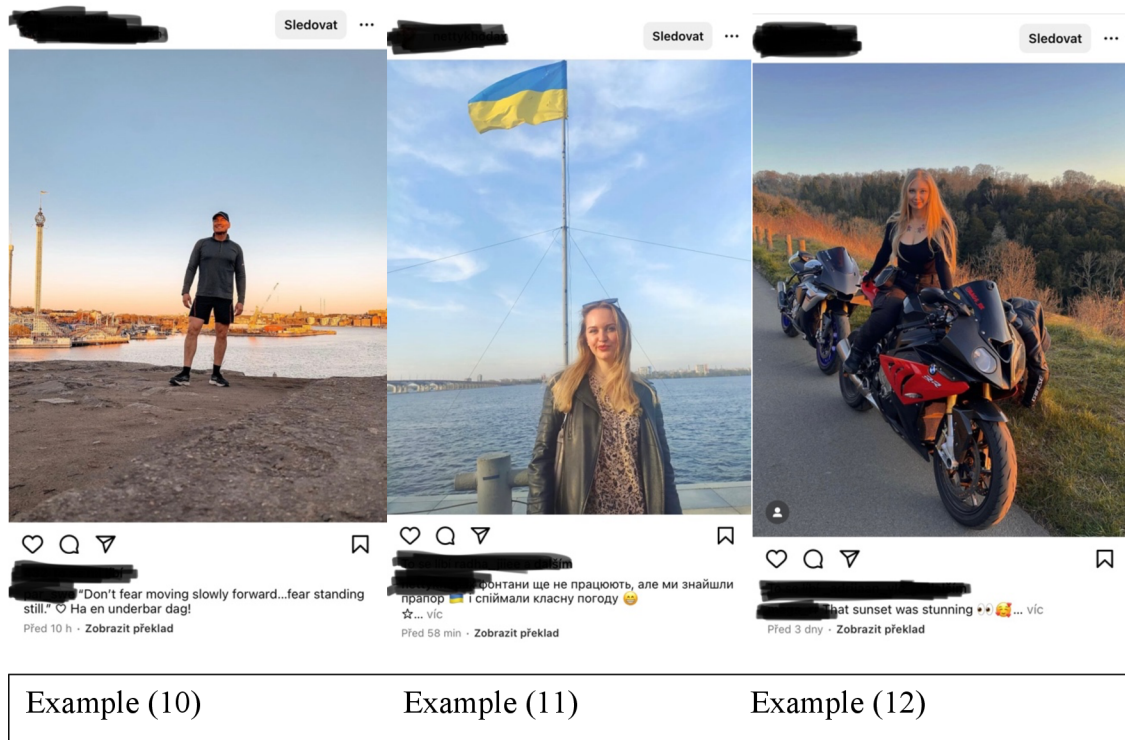 Sledovat
"Don't fear moving slowly forward...fear standing
still." ♡ Ha en underbar dag!
Před 10 h · Zobrazit překlad
Example (10)
Sledovat
фонтани ще не працюють, але ми знайшли
прапор 🇺🇦 і спіймали класну погоду 😁
☆... víc
Před 58 min · Zobrazit překlad
Example (11)
Sledovat
That sunset was stunning 👀🥰... víc
Před 3 dny · Zobrazit překlad
Example (12)